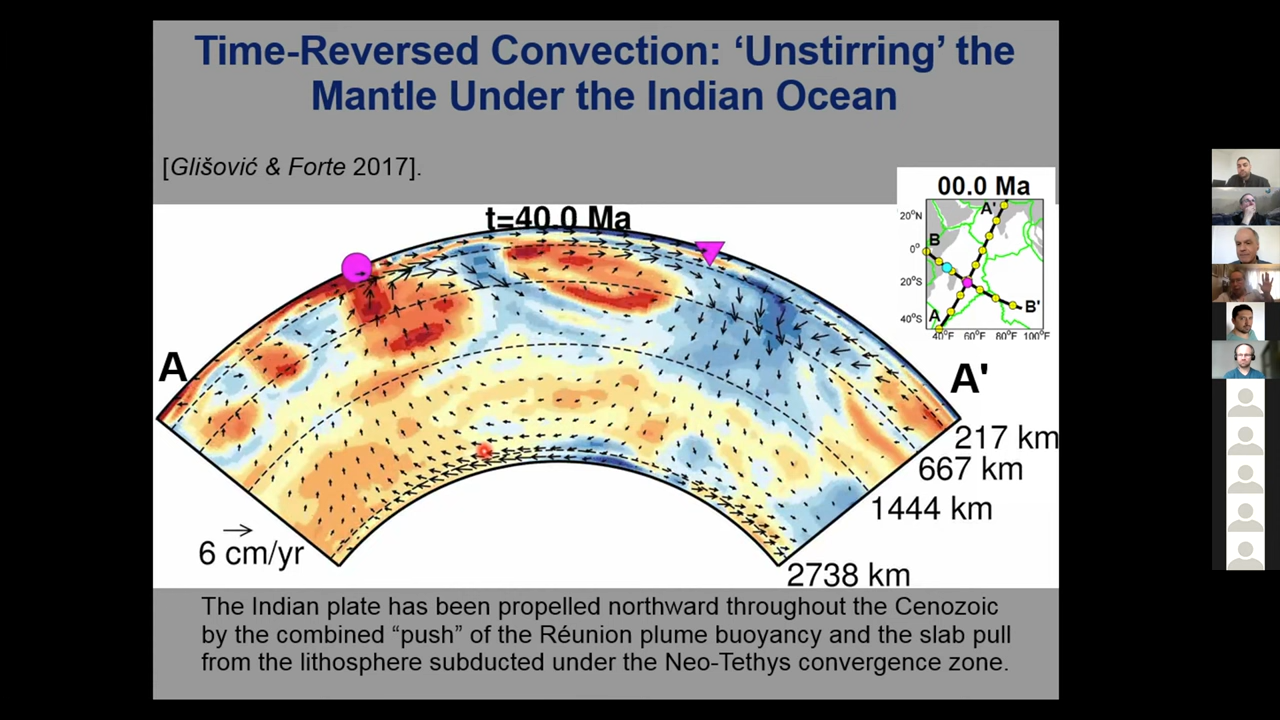 Time-Reversed Convection: ‘Unstirring’ the
Mantle Under the Indian Ocean
[Glišović & Forte 2017].
00.0 Ma
t=40.0 Ma
20°N
0°
20°S
40°S
40°E 60°E 80°E 100°E
A'
B
A
B'
A
A'
217 km
667 km
1444 km
2738 km
6 cm/yr
The Indian plate has been propelled northward throughout the Cenozoic
by the combined “push” of the Réunion plume buoyancy and the slab pull
from the lithosphere subducted under the Neo-Tethys convergence zone.